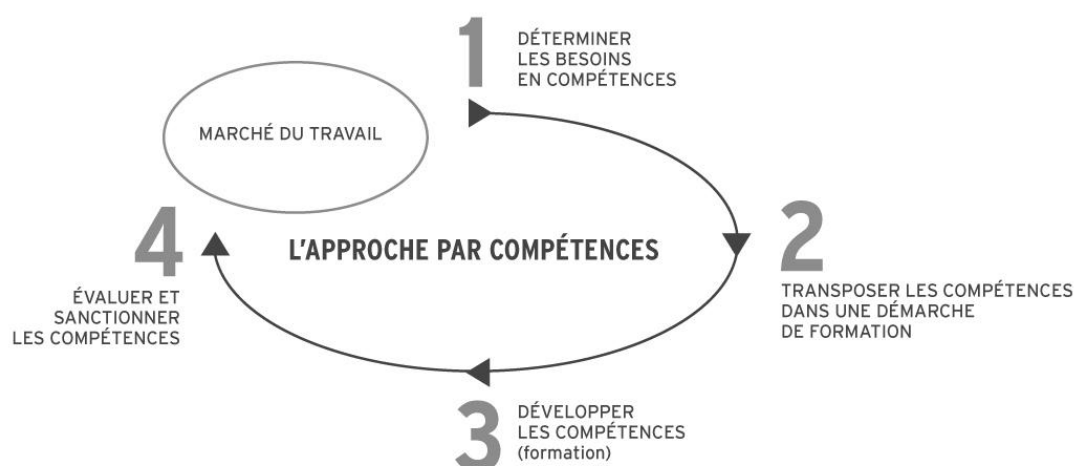 1
DÉTERMINER
LES BESOINS
EN COMPÉTENCES
MARCHÉ DU TRAVAIL
2
TRANSPOSER LES COMPÉTENCES
DANS UNE DÉMARCHE
DE FORMATION
L'APPROCHE PAR COMPÉTENCES
4
ÉVALUER ET
SANCTIONNER
LES COMPÉTENCES
3
DÉVELOPPER
LES COMPÉTENCES
(formation)